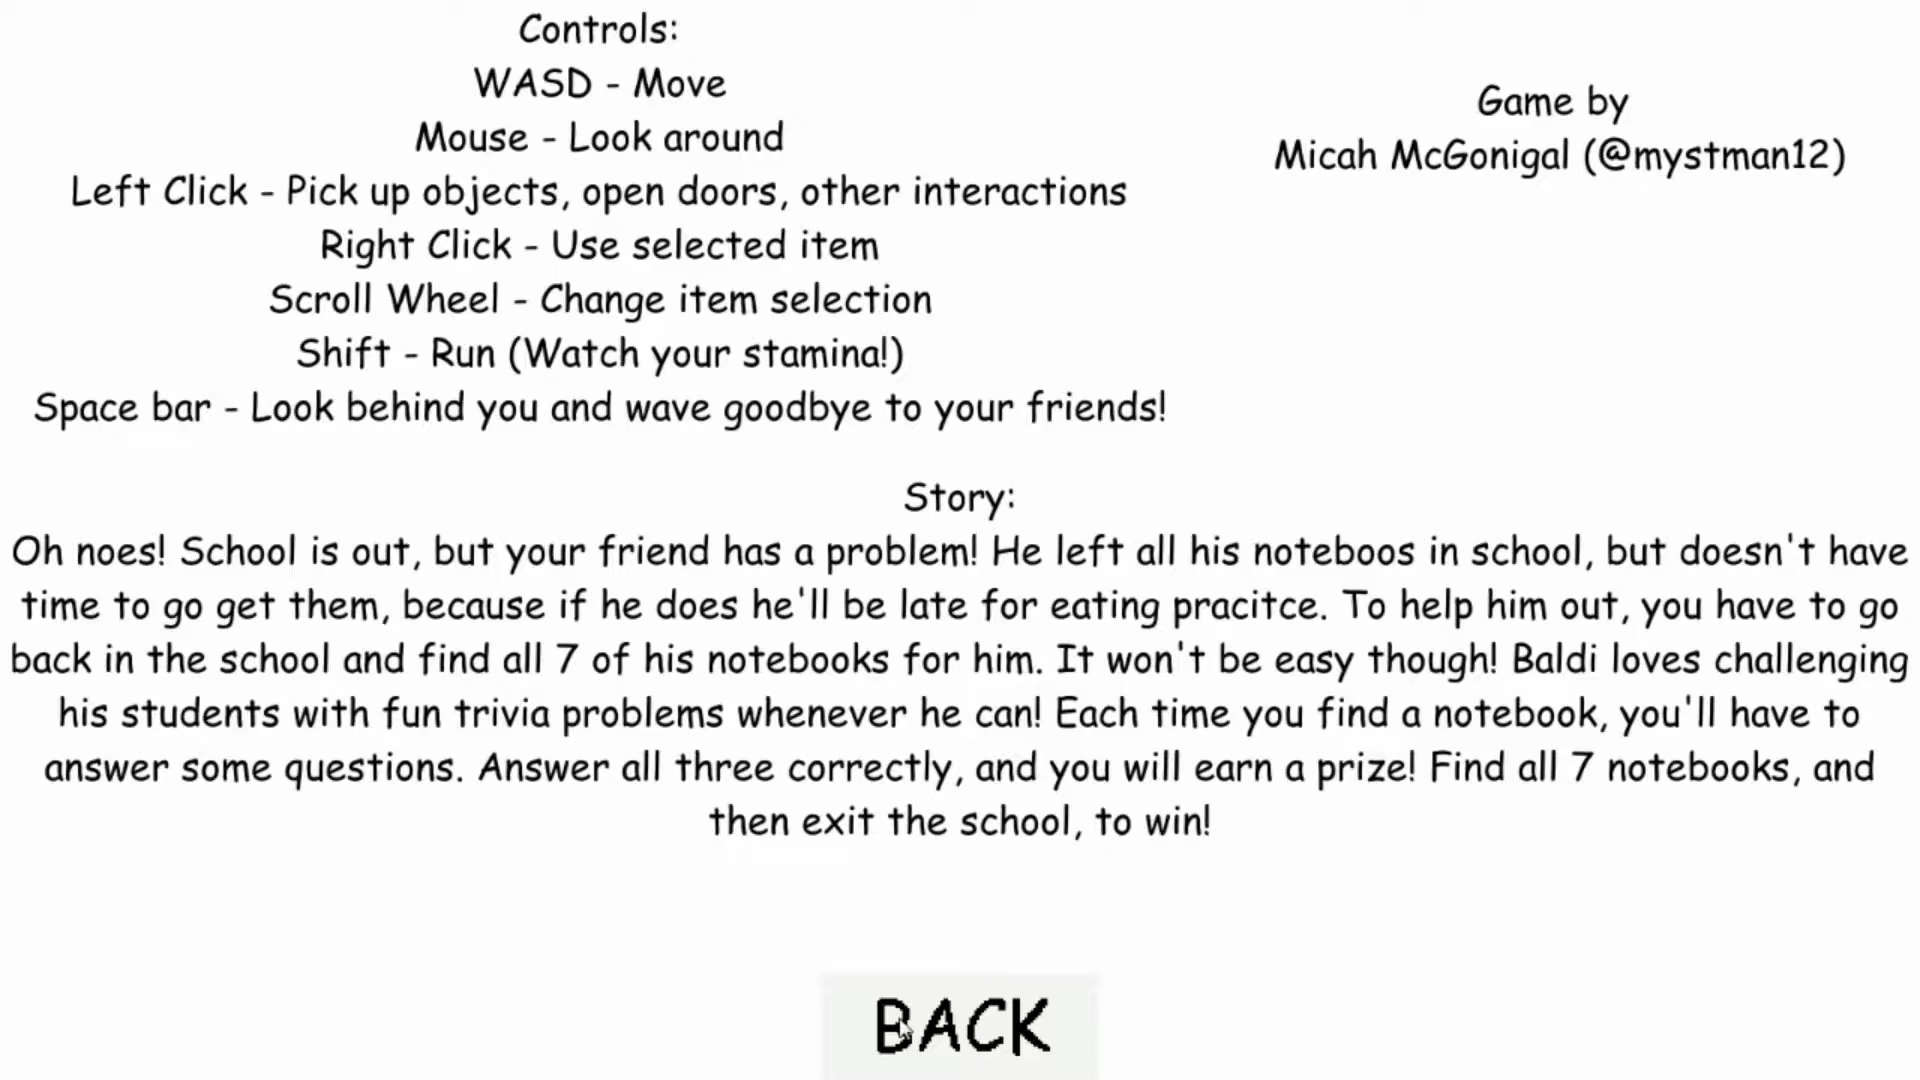 Controls:
WASD - Move
Mouse - Look around
Left Click - Pick up objects, open doors, other interactions
Right Click - Use selected item
Scroll Wheel - Change item selection
Shift - Run (Watch your stamina!)
Space bar - Look behind you and wave goodbye to your friends!
Game by
Micah McGonigal (@mystman12)
Story:
Oh noes! School is out, but your friend has a problem! He left all his noteboos in school, but doesn't have
time to go get them, because if he does he'll be late for eating pracitce. To help him out, you have to go
back in the school and find all 7 of his notebooks for him. It won't be easy though! Baldi loves challenging
his students with fun trivia problems whenever he can! Each time you find a notebook, you'll have to
answer some questions. Answer all three correctly, and you will earn a prize! Find all 7 notebooks, and
then exit the school, to win!
BACK